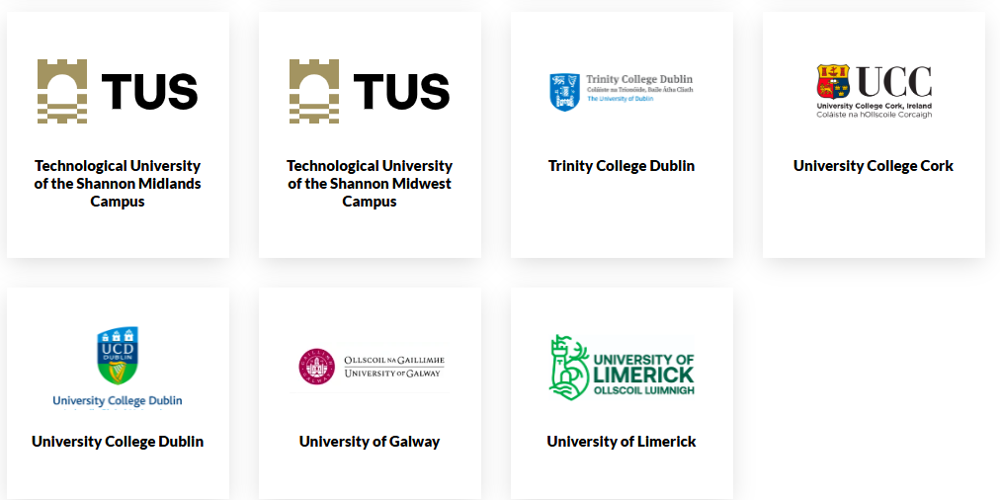 TUS
Technological University
of the Shannon Midlands
Campus
TUS
Technological University
of the Shannon Midwest
Campus
Trinity College Dublin
Coláiste na Tríonóide, Baile Átha Cliath
The University of Dublin
Trinity College Dublin
UCC
University College Cork, Ireland
Coláiste na hOllscoile Corcaigh
University College Cork
UCD
DUBLIN
University College Dublin
University College Dublin
OLLSCOIL NA GAILLIMHE
UNIVERSITY OF GALWAY
University of Galway
UNIVERSITY OF
LIMERICK
OLLSCOIL LUIMNIGH
University of Limerick